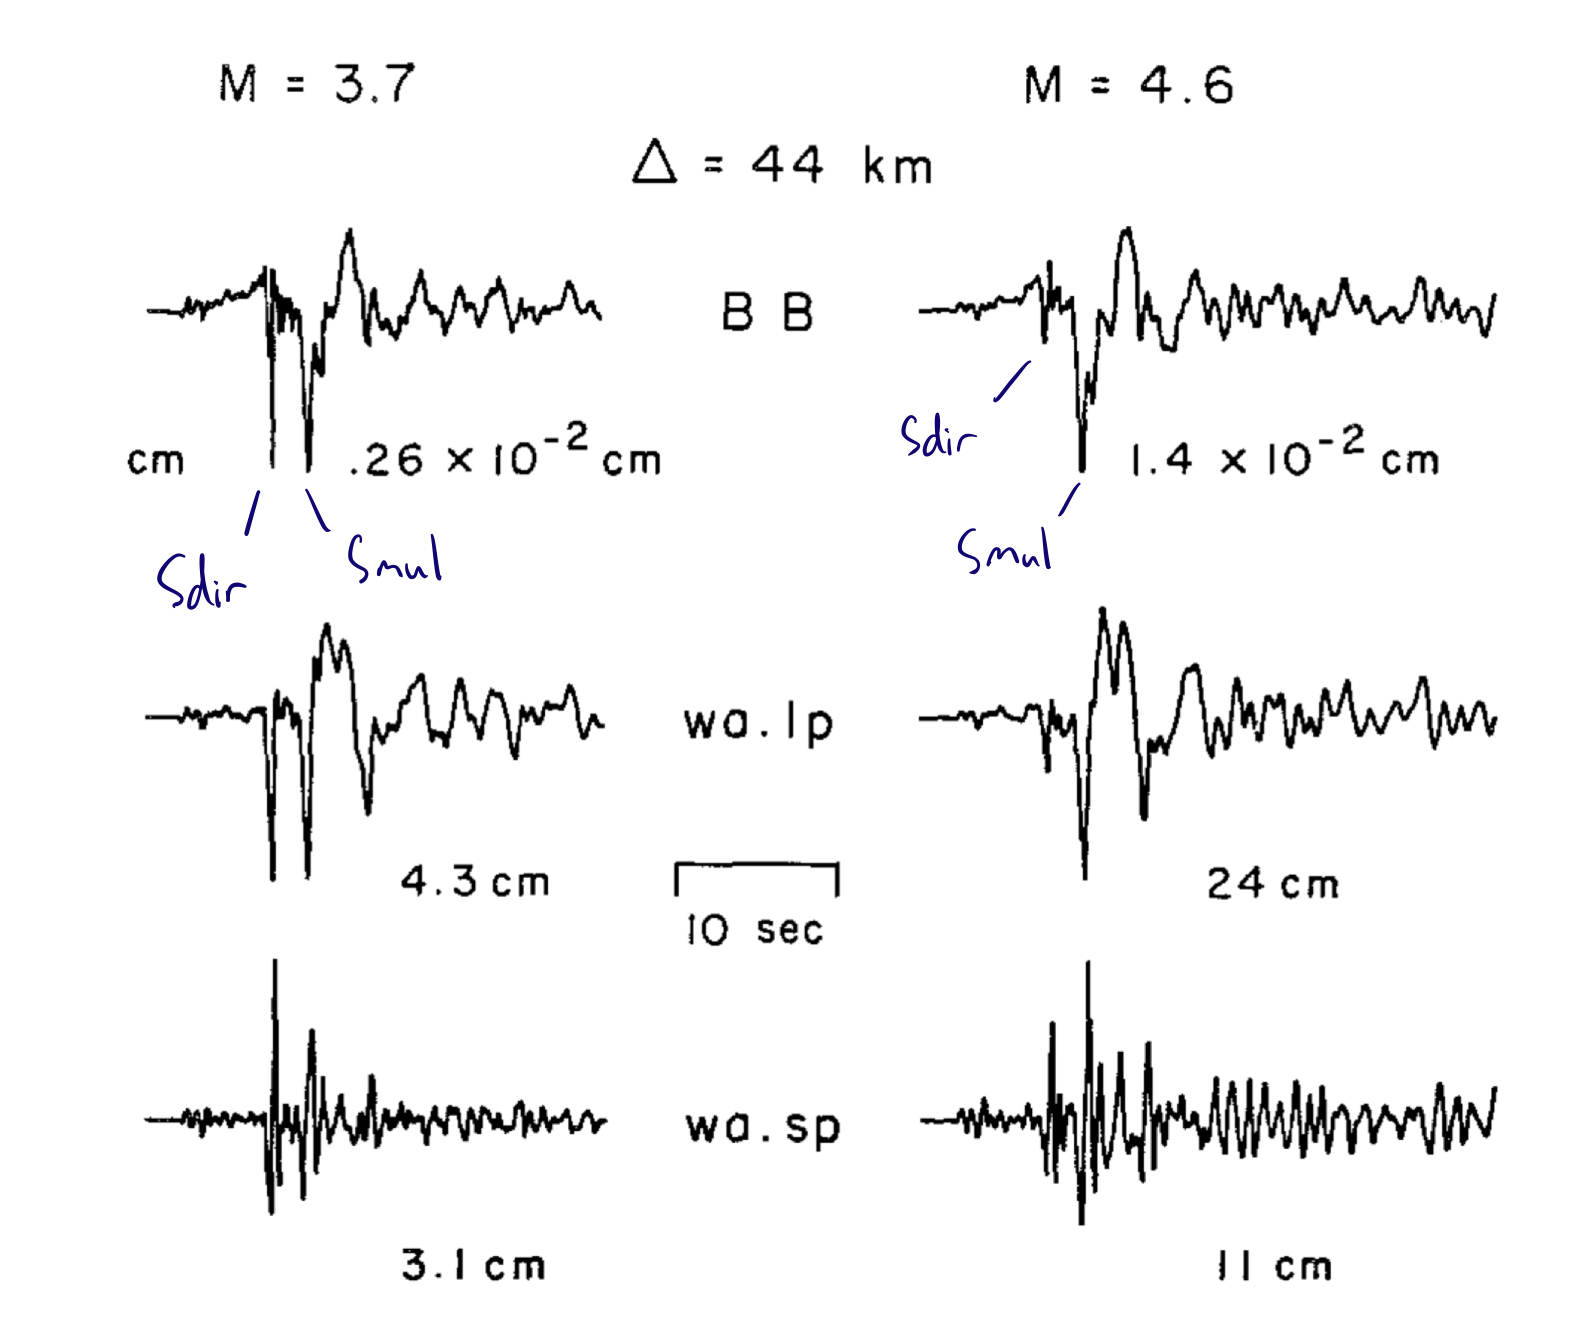 M = 3.7
M = 4.6
△ = 44 km
B B
Sdir
cm
.26 × 10⁻² cm
1.4 × 10⁻² cm
Sdir
Smul
Smul
wa.lp
4.3 cm
24 cm
10 sec
wa.sp
3.1 cm
11 cm